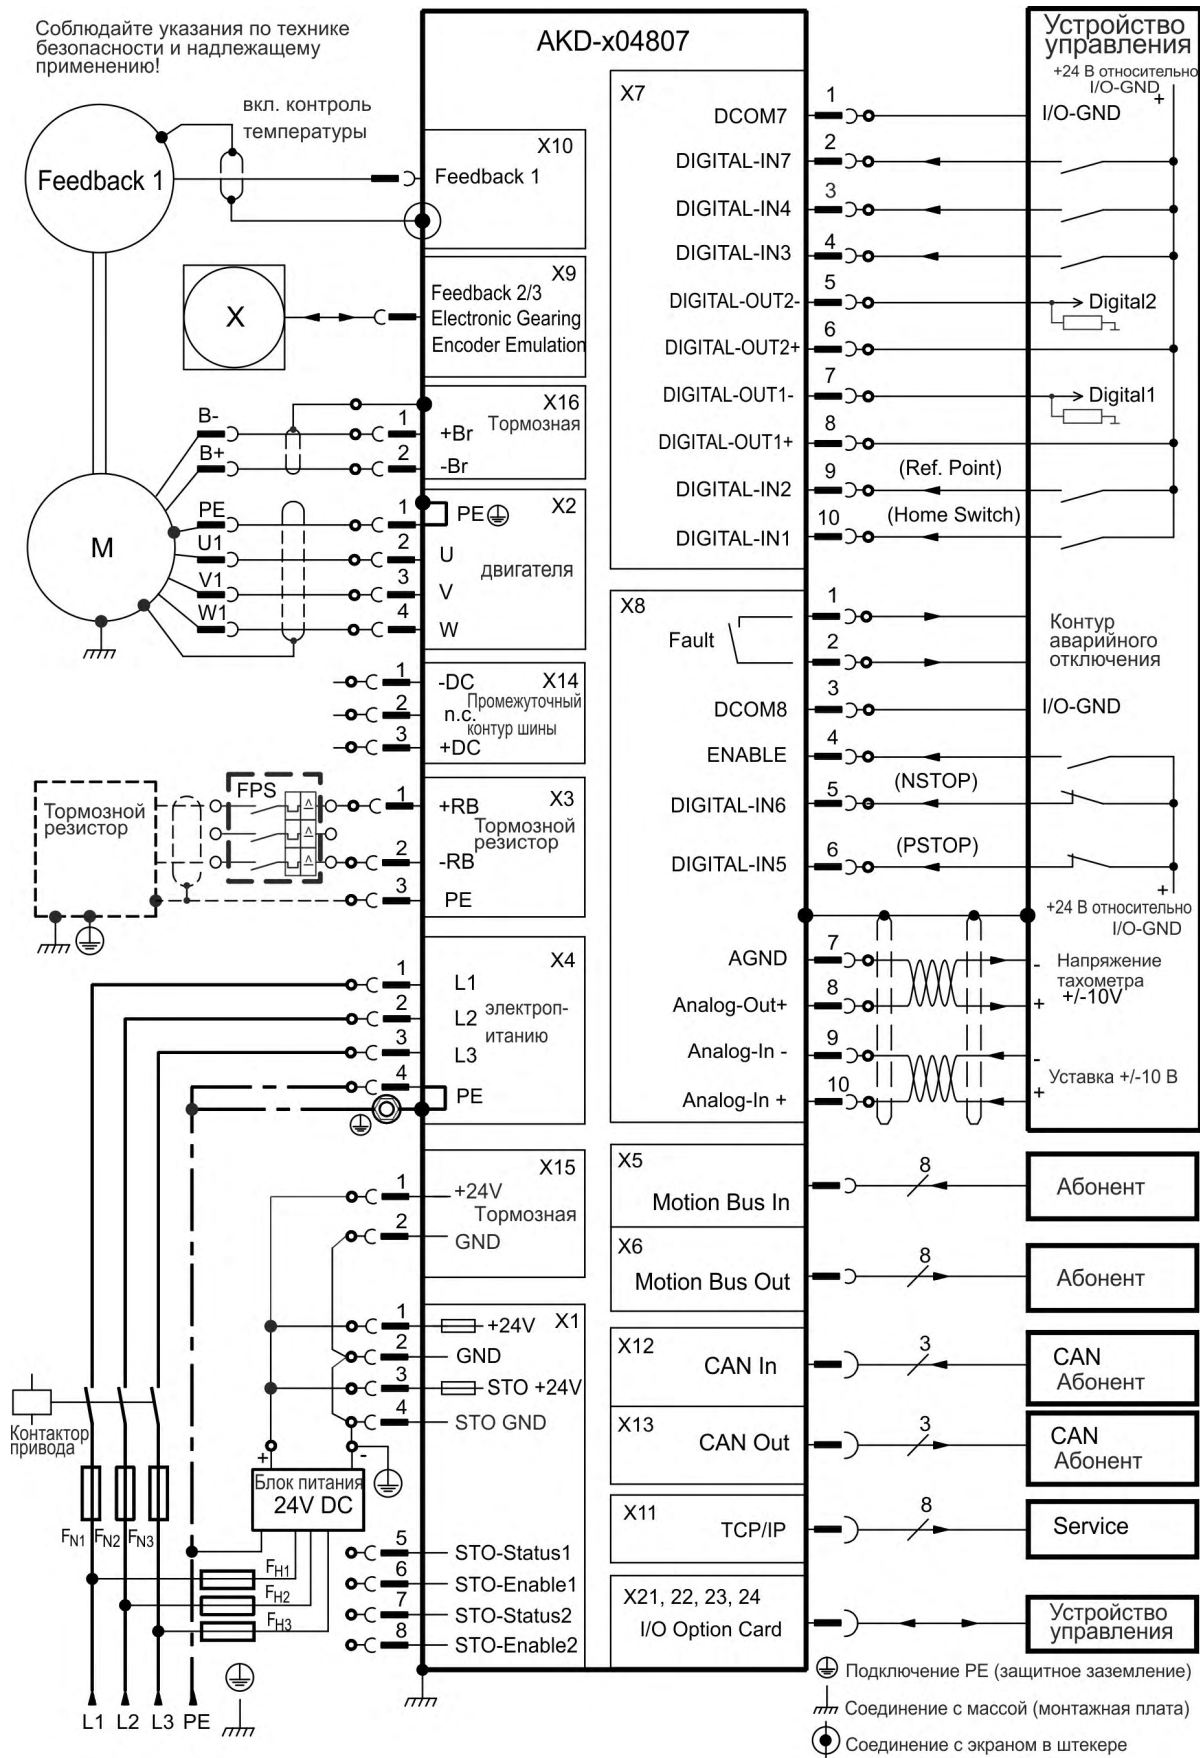 Соблюдайте указания по технике
безопасности и надлежащему
применению!
AKD-x04807
Устройство
управления
+24 В относительно
I/O-GND
+
вкл. контроль
температуры
Feedback 1
X10
Feedback 1
X
X9
Feedback 2/3
Electronic Gearing
Encoder Emulation
B-
B+
1
2
X16
Тормозная
+Br
-Br
M
PE
U1
V1
W1
1
2
3
4
X2
PE
U
V
W
двигателя
1
2
3
X14
-DC
n.c.
+DC
Промежуточный
контур шины
Тормозной
резистор
FPS
1
2
3
X3
+RB
Тормозной
резистор
-RB
PE
1
2
3
4
X4
L1
L2
L3
PE
электроп-
итанию
1
2
X15
+24V
Тормозная
GND
1
2
3
4
X1
+24V
GND
STO +24V
STO GND
Контактор
привода
+
-
Блок питания
24V DC
FN1
FN2
FN3
FH1
FH2
FH3
5
6
7
8
STO-Status1
STO-Enable1
STO-Status2
STO-Enable2
L1
L2
L3
PE
X7
DCOM7
1
I/O-GND
DIGITAL-IN7
2
DIGITAL-IN4
3
DIGITAL-IN3
4
DIGITAL-OUT2-
5
Digital2
DIGITAL-OUT2+
6
DIGITAL-OUT1-
7
Digital1
DIGITAL-OUT1+
8
DIGITAL-IN2
9
(Ref. Point)
DIGITAL-IN1
10
(Home Switch)
X8
Fault
1
2
Контур
аварийного
отключения
DCOM8
3
I/O-GND
ENABLE
4
DIGITAL-IN6
5
(NSTOP)
DIGITAL-IN5
6
(PSTOP)
+
+24 В относительно
I/O-GND
AGND
7
-
Напряжение
тахометра
+/-10V
Analog-Out+
8
+
Analog-In -
9
-
Уставка +/-10 В
Analog-In +
10
+
X5
Motion Bus In
8
Абонент
X6
Motion Bus Out
8
Абонент
X12
CAN In
3
CAN
Абонент
X13
CAN Out
3
CAN
Абонент
X11
TCP/IP
8
Service
X21, 22, 23, 24
I/O Option Card
Устройство
управления
Подключение PE (защитное заземление)
Соединение с массой (монтажная плата)
Соединение с экраном в штекере